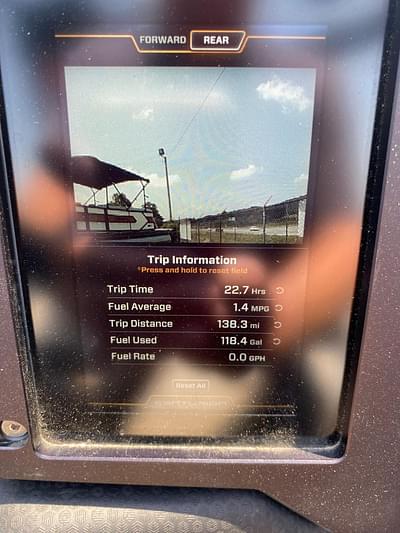 FORWARD REAR
Trip Information
*Press and hold to reset field
Trip Time 22.7 Hrs
Fuel Average 1.4 MPG
Trip Distance 138.3 mi
Fuel Used 118.4 Gal
Fuel Rate 0.0 GPH
Reset All